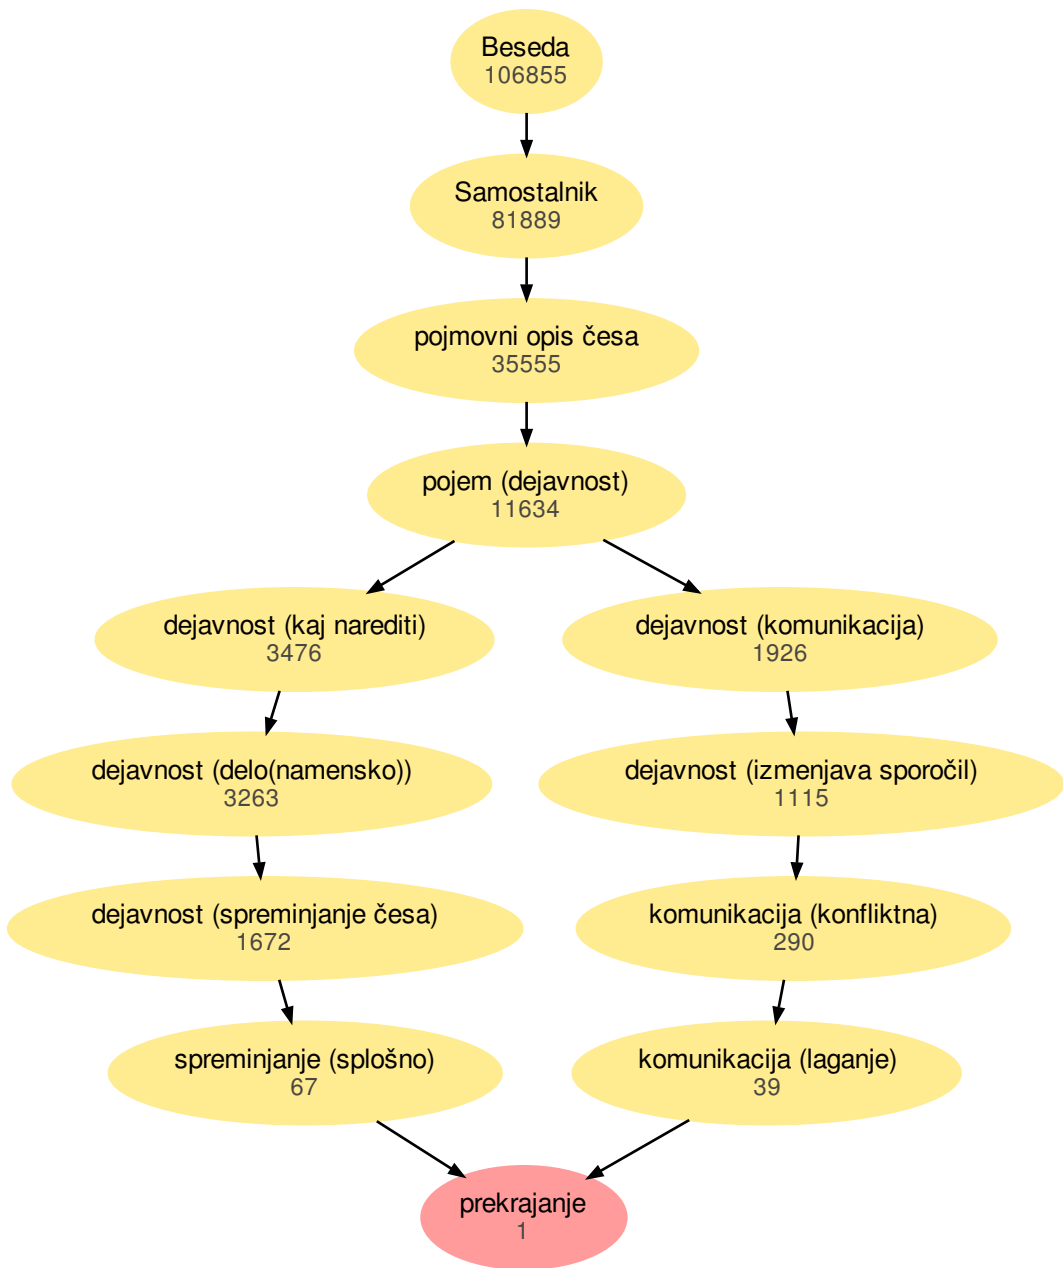 Beseda
106855
Samostalnik
81889
pojmovni opis česa
35555
pojem (dejavnost)
11634
dejavnost (kaj narediti)
3476
dejavnost (komunikacija)
1926
dejavnost (delo(namensko))
3263
dejavnost (izmenjava sporočil)
1115
dejavnost (spreminjanje česa)
1672
komunikacija (konfliktna)
290
spreminjanje (splošno)
67
komunikacija (laganje)
39
prekrajanje
1